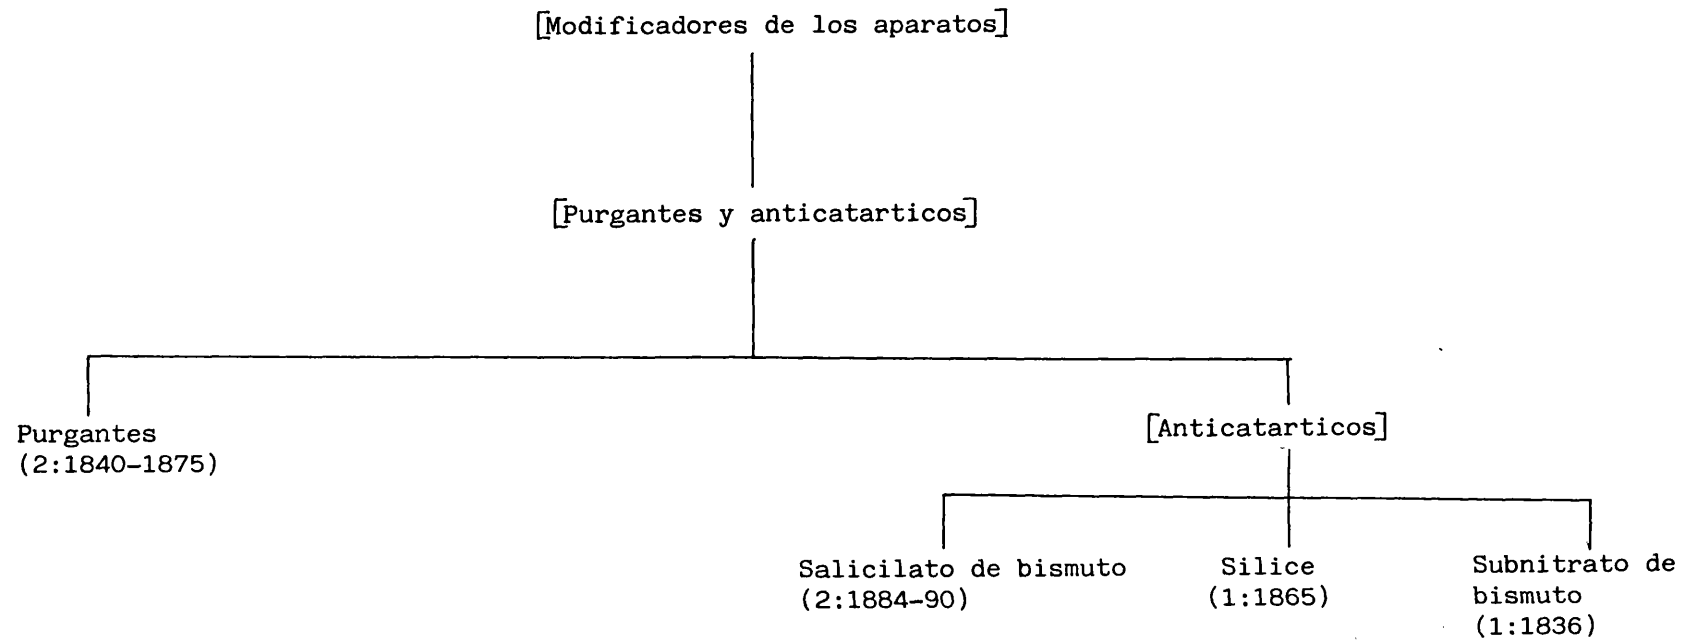 [Modificadores de los aparatos]
[Purgantes y anticatarticos]
Purgantes
(2:1840-1875)
[Anticatarticos]
Salicilato de bismuto
(2:1884-90)
Silice
(1:1865)
Subnitrato de
bismuto
(1:1836)